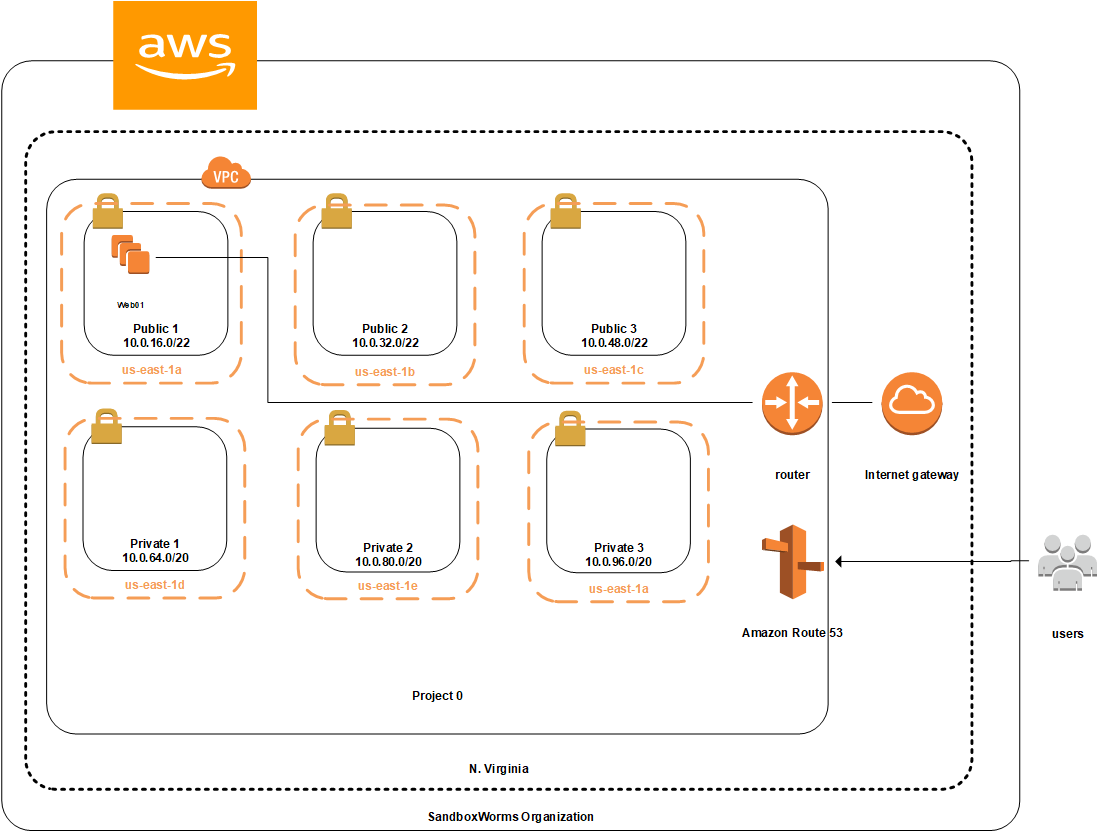 aws
VPC
Web01
Public 1
10.0.16.0/22
us-east-1a
Public 2
10.0.32.0/22
us-east-1b
Public 3
10.0.48.0/22
us-east-1c
router
Internet gateway
Private 1
10.0.64.0/20
us-east-1d
Private 2
10.0.80.0/20
us-east-1e
Private 3
10.0.96.0/20
us-east-1a
Amazon Route 53
users
Project 0
N. Virginia
SandboxWorms Organization